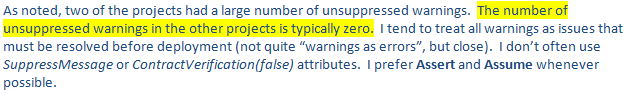 As noted, two of the projects had a large number of unsuppressed warnings.  The number of
unsuppressed warnings in the other projects is typically zero.  I tend to treat all warnings as issues that
must be resolved before deployment (not quite “warnings as errors”, but close).  I don’t often use
SuppressMessage or ContractVerification(false) attributes.  I prefer Assert and Assume whenever
possible.